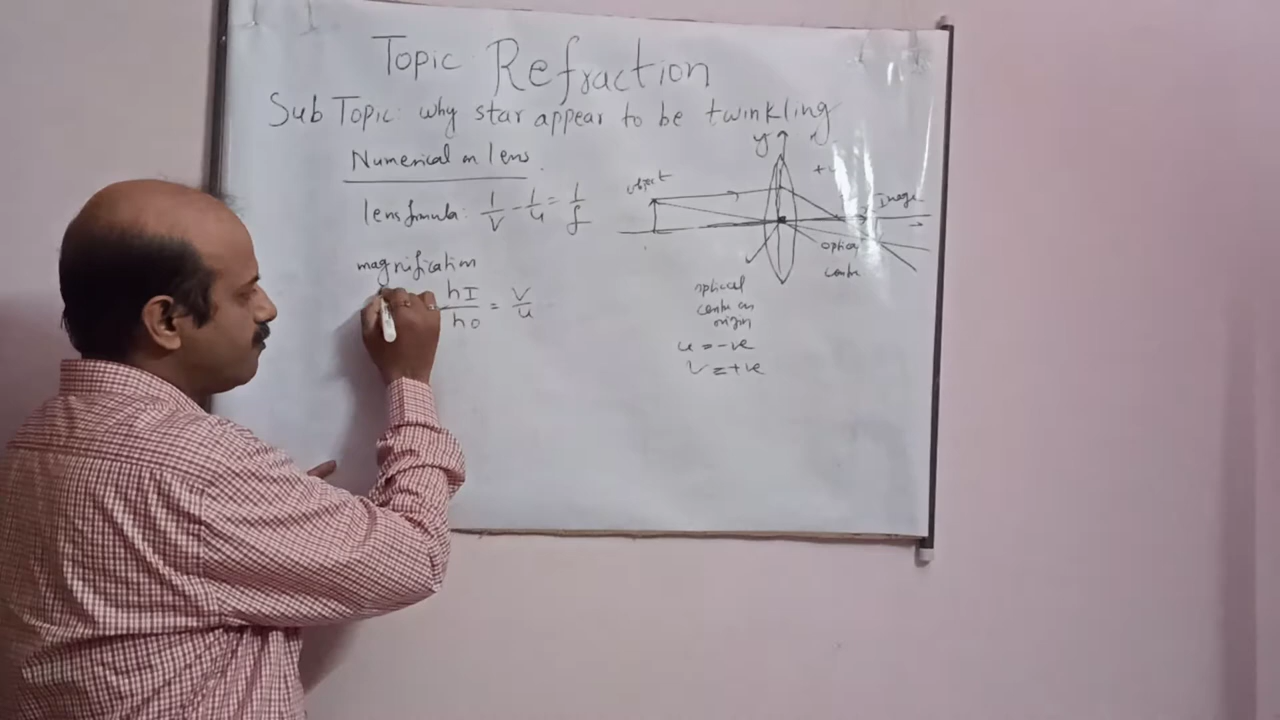 Topic Refraction
Sub Topic: why star appear to be twinkling
Numerical on lens
lens formula: 1/v - 1/u = 1/f
magnification
hI/ho = v/u
y
object
Image
optical
centre
optical
centre on
origin
u = -ve
v = +ve